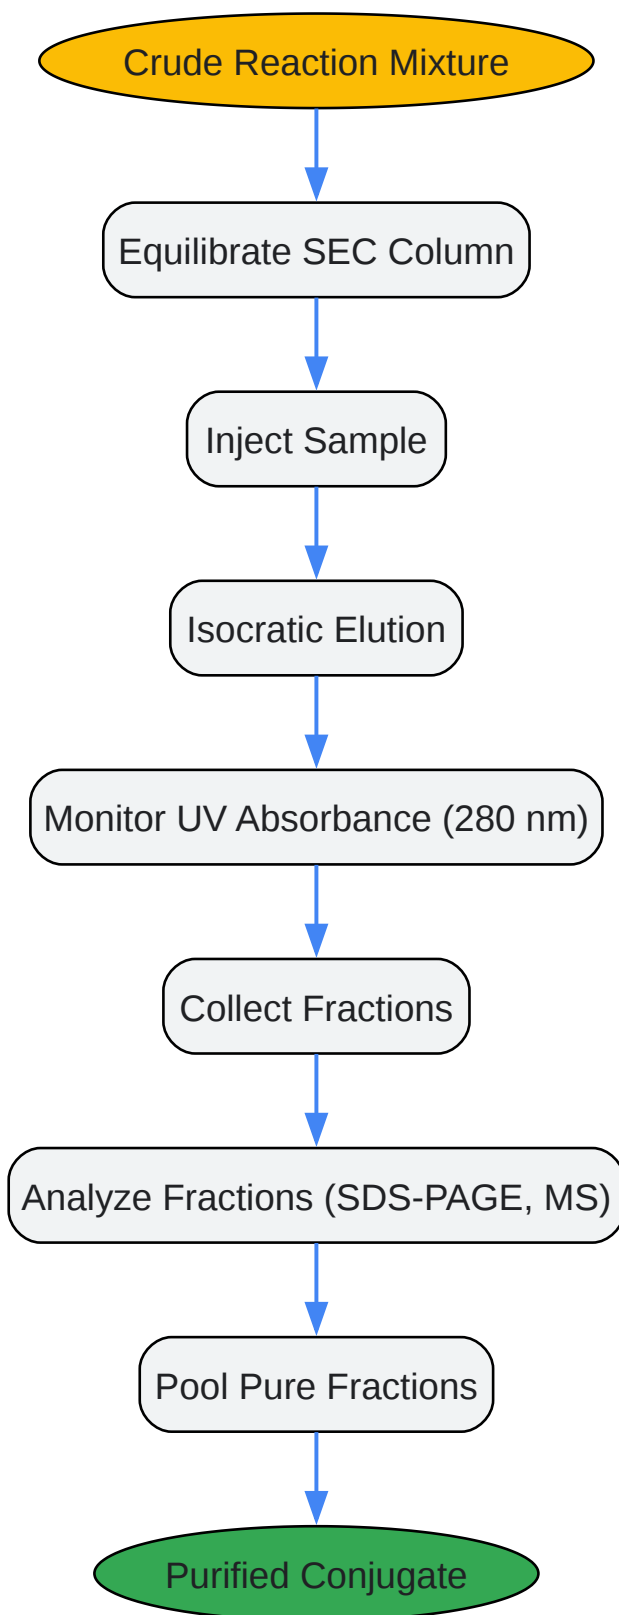 Crude Reaction Mixture
Equilibrate SEC Column
Inject Sample
Isocratic Elution
Monitor UV Absorbance (280 nm)
Collect Fractions
Analyze Fractions (SDS-PAGE, MS)
Pool Pure Fractions
Purified Conjugate